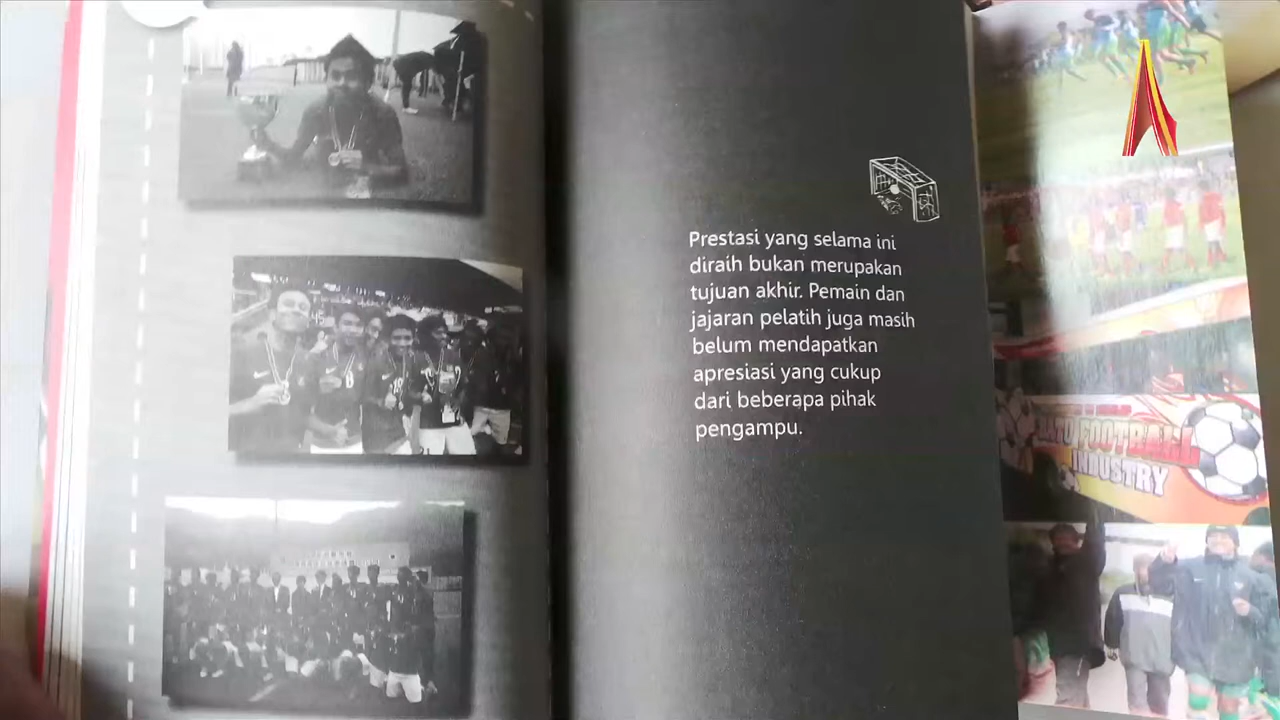 Prestasi yang selama ini
diraih bukan merupakan
tujuan akhir. Pemain dan
jajaran pelatih juga masih
belum mendapatkan
apresiasi yang cukup
dari beberapa pihak
pengampu.
FOOTBALL
INDUSTRY